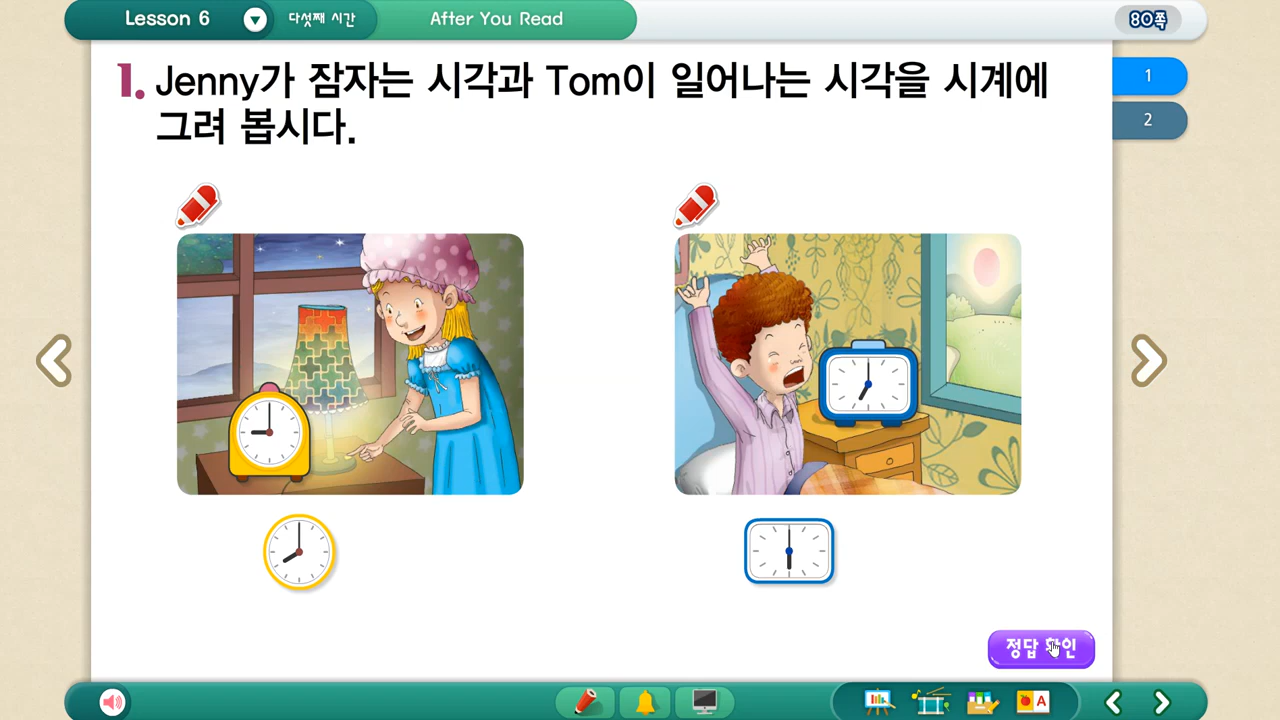 Lesson 6
다섯째 시간
After You Read
80쪽
1. Jenny가 잠자는 시각과 Tom이 일어나는 시각을 시계에
그려 봅시다.
1
2
정답 확인
A